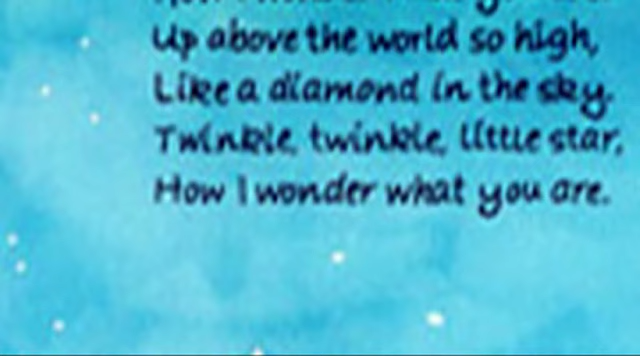 Up above the world so high,
Like a diamond in the sky.
Twinkle, twinkle, little star,
How I wonder what you are.